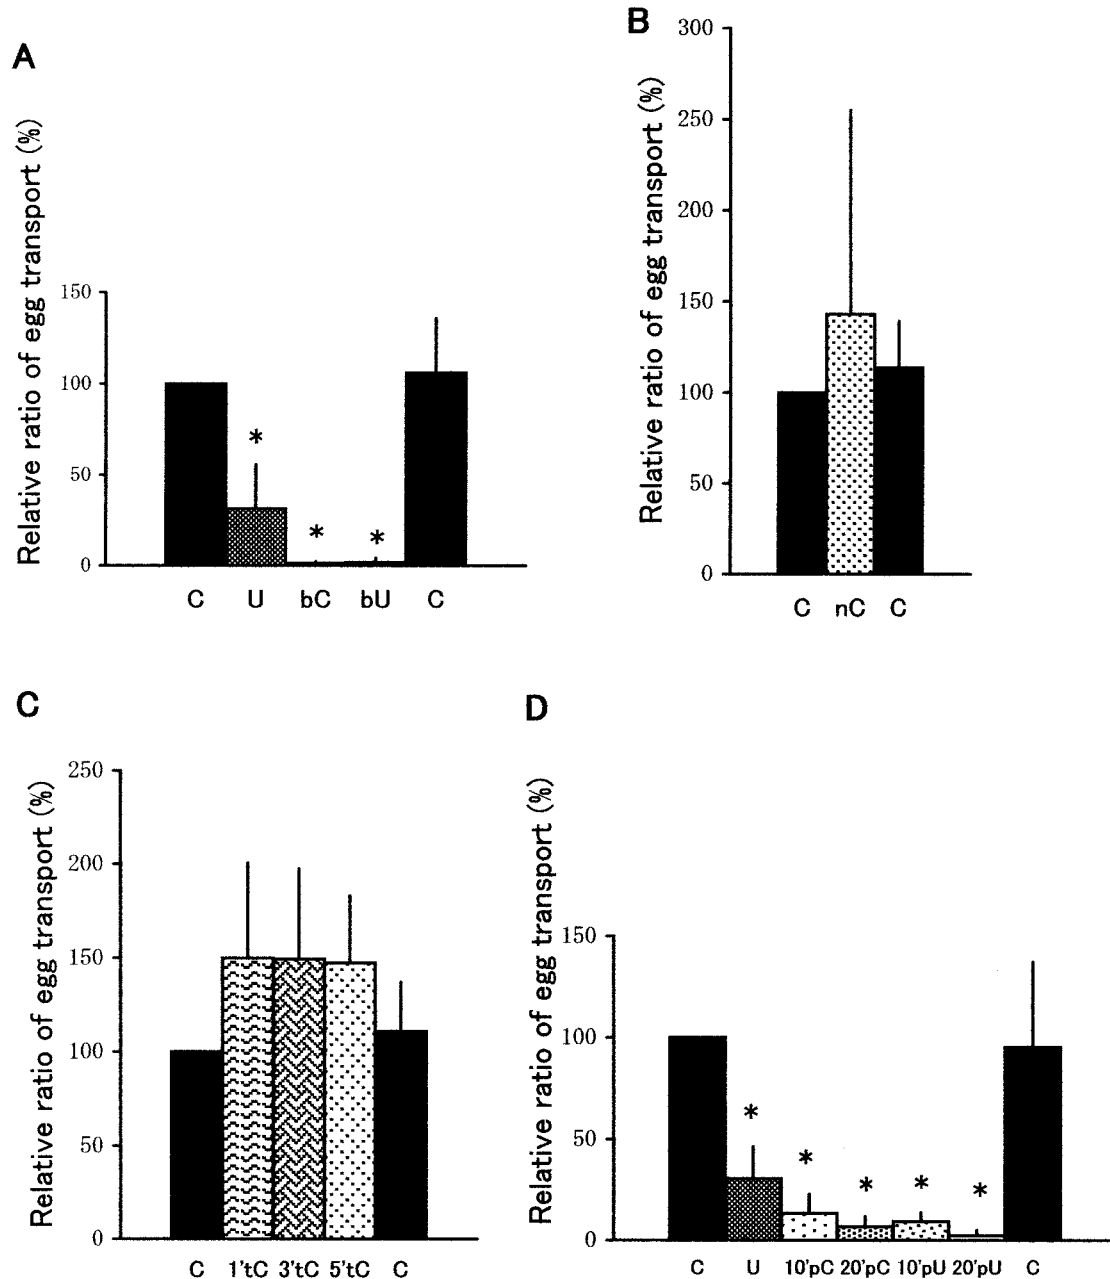 A
Relative ratio of egg transport (%)
150
100
50
0
*
*
*
C U bC bU C
B
Relative ratio of egg transport (%)
300
250
200
150
100
50
0
C nC C
C
Relative ratio of egg transport (%)
250
200
150
100
50
0
C 1'tC 3'tC 5'tC C
D
Relative ratio of egg transport (%)
150
100
50
0
*
*
*
*
*
C U 10'pC 20'pC 10'pU 20'pU C